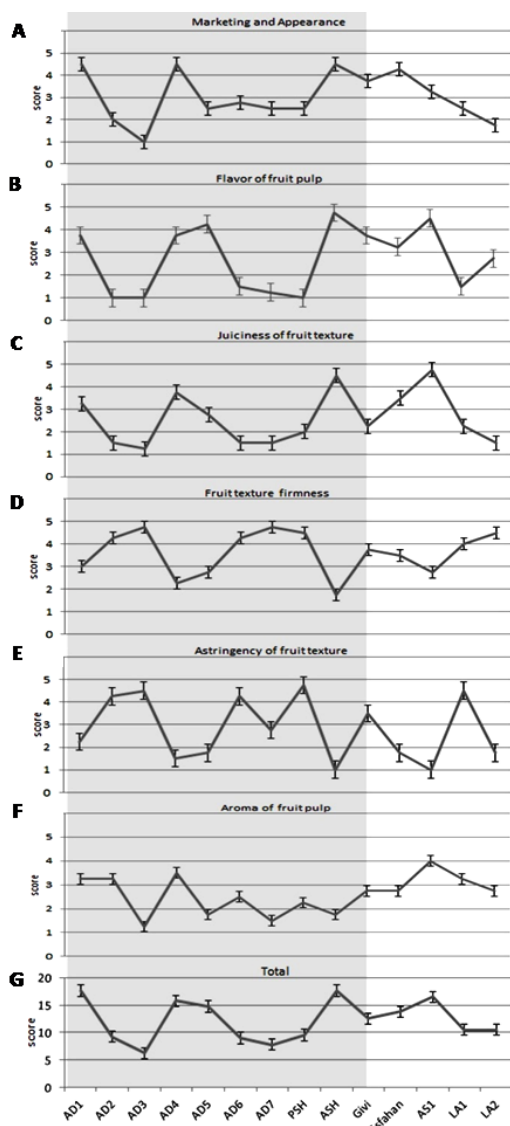 A
Marketing and Appearance
5
4
3
2
1
0
score
B
Flavor of fruit pulp
5
4
3
2
1
0
score
C
Juiciness of fruit texture
5
4
3
2
1
0
score
D
Fruit texture firmness
5
4
3
2
1
0
score
E
Astringency of fruit texture
5
4
3
2
1
0
score
F
Aroma of fruit pulp
5
4
3
2
1
0
score
G
Total
20
15
10
5
0
score
AD1 AD2 AD3 AD4 AD5 AD6 AD7 PSH ASH Givi sfahan AS1 LA1 LA2